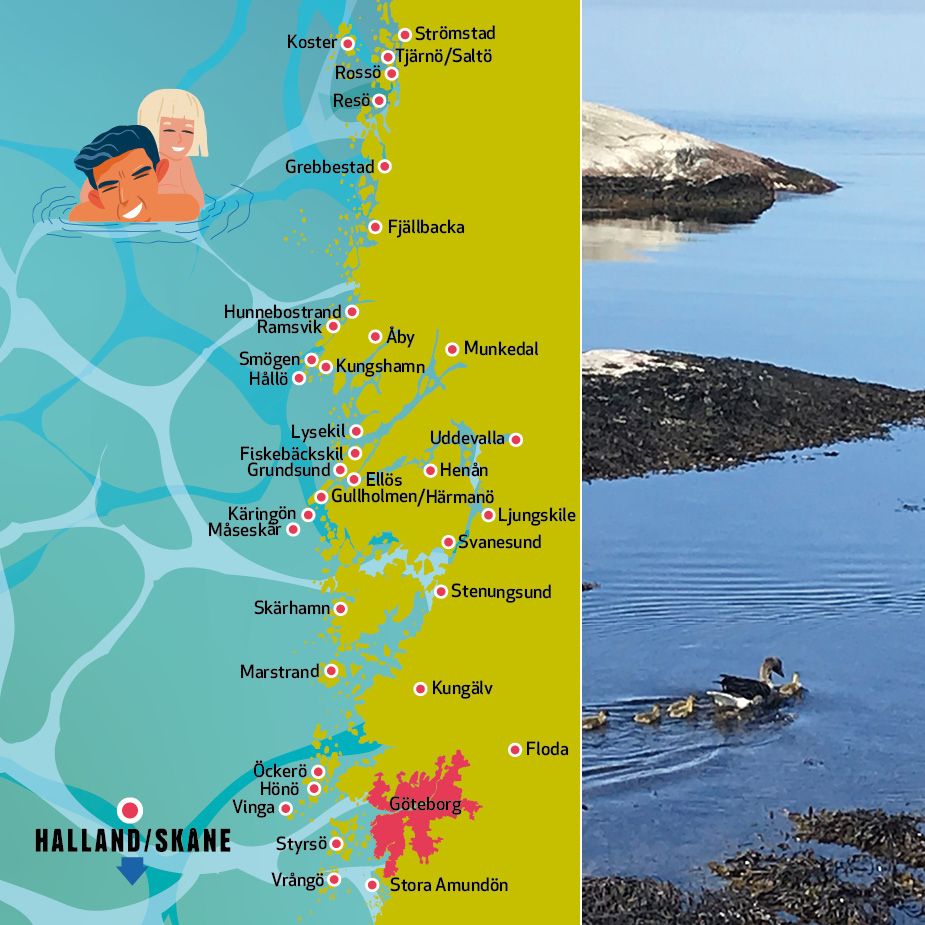 Strömstad
Koster
Tjärnö/Saltö
Rossö
Resö
Grebbestad
Fjällbacka
Hunnebostrand
Ramsvik
Åby
Munkedal
Smögen
Kungshamn
Hållö
Lysekil
Uddevalla
Fiskebäckskil
Grundsund
Henån
Ellös
Gullholmen/Härmanö
Käringön
Ljungskile
Måseskär
Svanesund
Stenungsund
Skärhamn
Marstrand
Kungälv
Floda
Öckerö
Hönö
Göteborg
Vinga
HALLAND/SKÅNE
Styrsö
Vrångö
Stora Amundön